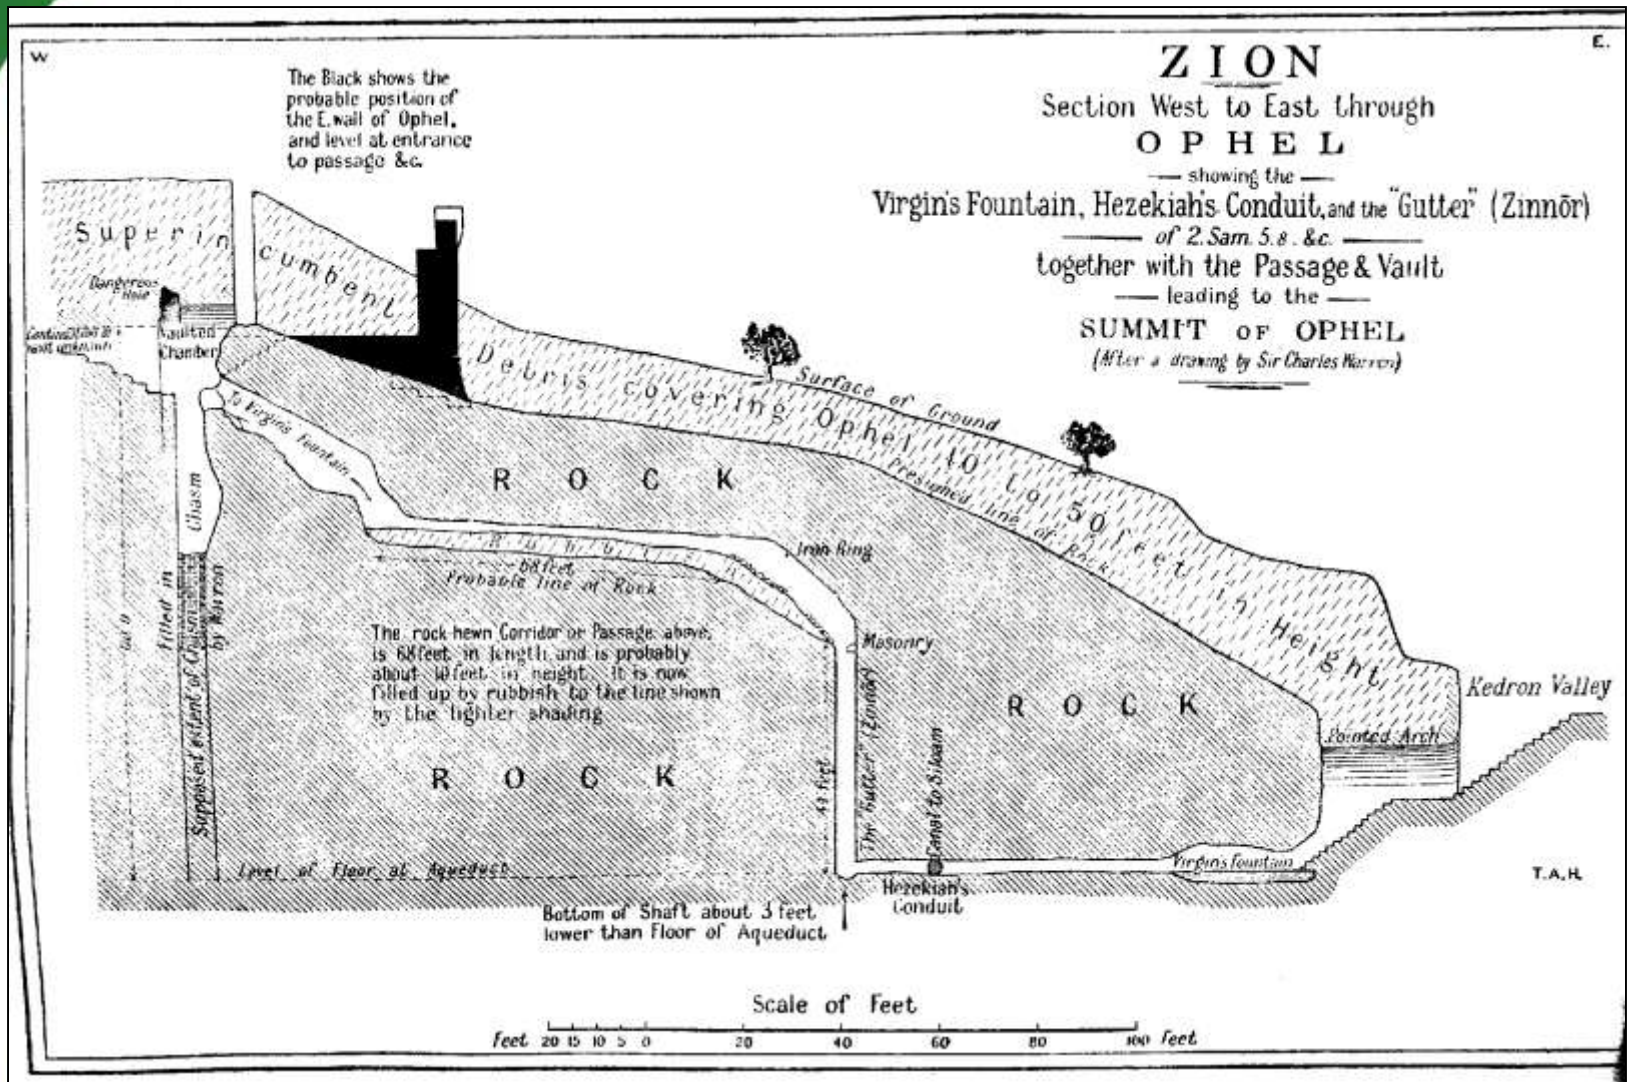 W
E.
ZION
Section West to East through
OPHEL
showing the
Virgin's Fountain, Hezekiah's Conduit, and the "Gutter" (Zinnōr)
of 2. Sam. 5. 8. &c.
together with the Passage & Vault
leading to the
SUMMIT OF OPHEL
(After a drawing by Sir Charles Warren)
The Black shows the
probable position of
the E. wall of Ophel,
and level at entrance
to passage &c.
Superincumbent Debris covering Ophel 10 to 50 feet in Height
Dangerous
Hole
Vaulted
Chamber
Surface of Ground
Presumed line of Rock
To Virgin's Fountain
ROCK
Chasm
Iron Ring
68 feet
Probable line of Rock
filled in
by Warren
Supposed extent of Chasm
The rock-hewn Corridor or Passage above,
is 68 feet in length, and is probably
about 10 feet in height. It is now
filled up by rubbish to the line shown
by the lighter shading
Masonry
ROCK
ROCK
Kedron Valley
Pointed Arch
The "Gutter" (Zinnōr)
Canal to Siloam
feet
Level of Floor at Aqueduct
Virgin's Fountain
Hezekiah's
Conduit
T.A.H.
Bottom of Shaft about 3 feet
lower than Floor of Aqueduct
Scale of Feet
Feet 20 15 10 5 0 20 40 60 80 100 Feet